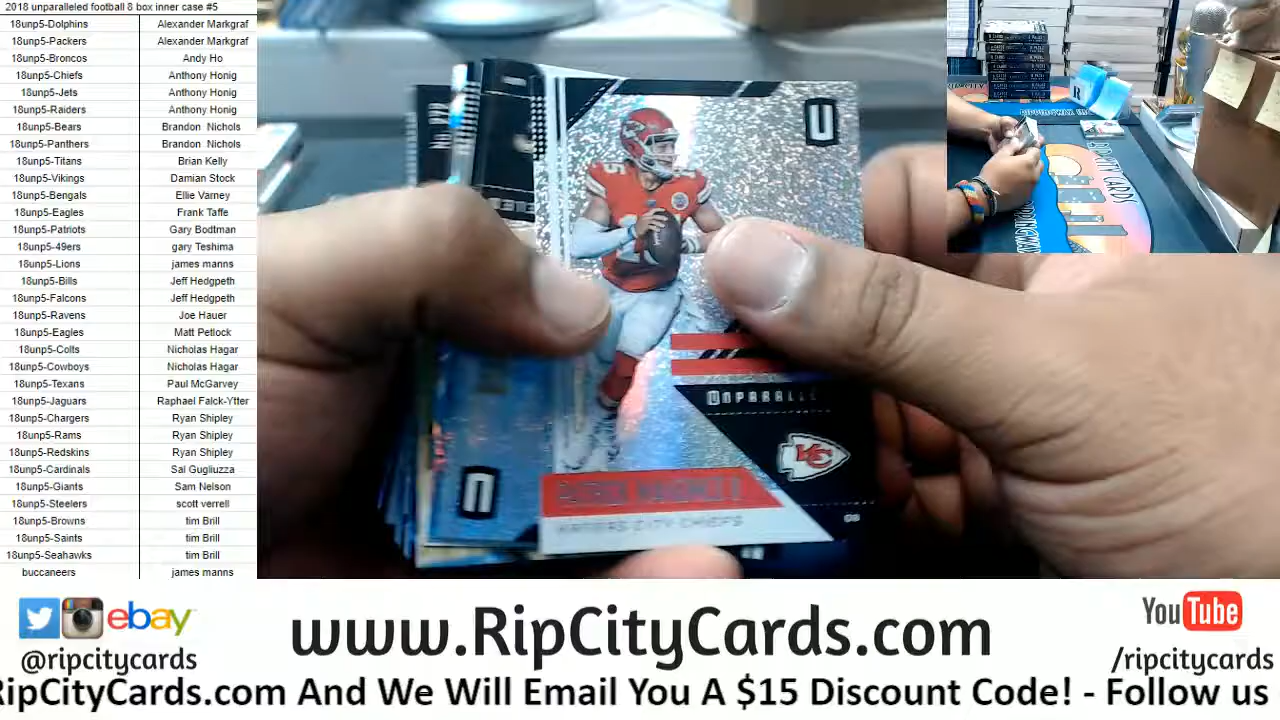 2018 unparalleled football 8 box inner case #5
18unp5-Dolphins Alexander Markgraf
18unp5-Packers Alexander Markgraf
18unp5-Broncos Andy Ho
18unp5-Chiefs Anthony Honig
18unp5-Jets Anthony Honig
18unp5-Raiders Anthony Honig
18unp5-Bears Brandon Nichols
18unp5-Panthers Brandon Nichols
18unp5-Titans Brian Kelly
18unp5-Vikings Damian Stock
18unp5-Bengals Ellie Varney
18unp5-Eagles Frank Taffe
18unp5-Patriots Gary Bodtman
18unp5-49ers gary Teshima
18unp5-Lions james manns
18unp5-Bills Jeff Hedgpeth
18unp5-Falcons Jeff Hedgpeth
18unp5-Ravens Joe Hauer
18unp5-Eagles Matt Petlock
18unp5-Colts Nicholas Hagar
18unp5-Cowboys Nicholas Hagar
18unp5-Texans Paul McGarvey
18unp5-Jaguars Raphael Falck-Ytter
18unp5-Chargers Ryan Shipley
18unp5-Rams Ryan Shipley
18unp5-Redskins Ryan Shipley
18unp5-Cardinals Sal Gugliuzza
18unp5-Giants Sam Nelson
18unp5-Steelers scott verrell
18unp5-Browns tim Brill
18unp5-Saints tim Brill
18unp5-Seahawks tim Brill
buccaneers james manns
U
15
KC
PATRICK MAHOMES II
KANSAS CITY CHIEFS
QB
U
ebay
@ripcitycards
www.RipCityCards.com
YouTube
/ripcitycards
RipCityCards.com And We Will Email You A $15 Discount Code! - Follow us